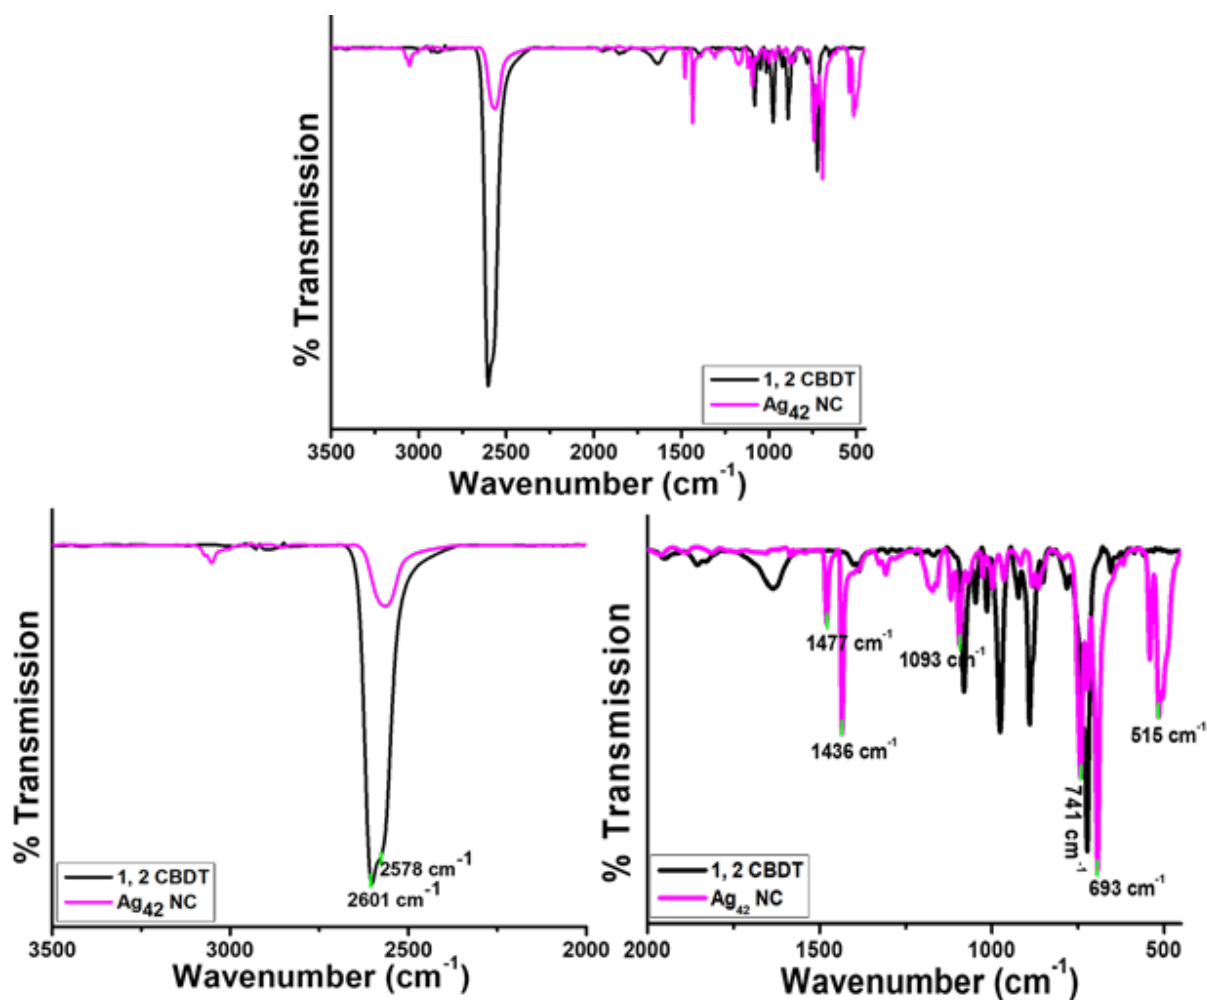 % Transmission
1, 2 CBDT
Ag₄₂ NC
3500 3000 2500 2000 1500 1000 500
Wavenumber (cm⁻¹)
% Transmission
2578 cm⁻¹
2601 cm⁻¹
1, 2 CBDT
Ag₄₂ NC
3500 3000 2500 2000
Wavenumber (cm⁻¹)
% Transmission
1477 cm⁻¹
1093 cm⁻¹
1436 cm⁻¹
515 cm⁻¹
741 cm⁻¹
693 cm⁻¹
1, 2 CBDT
Ag₄₂ NC
2000 1500 1000 500
Wavenumber (cm⁻¹)